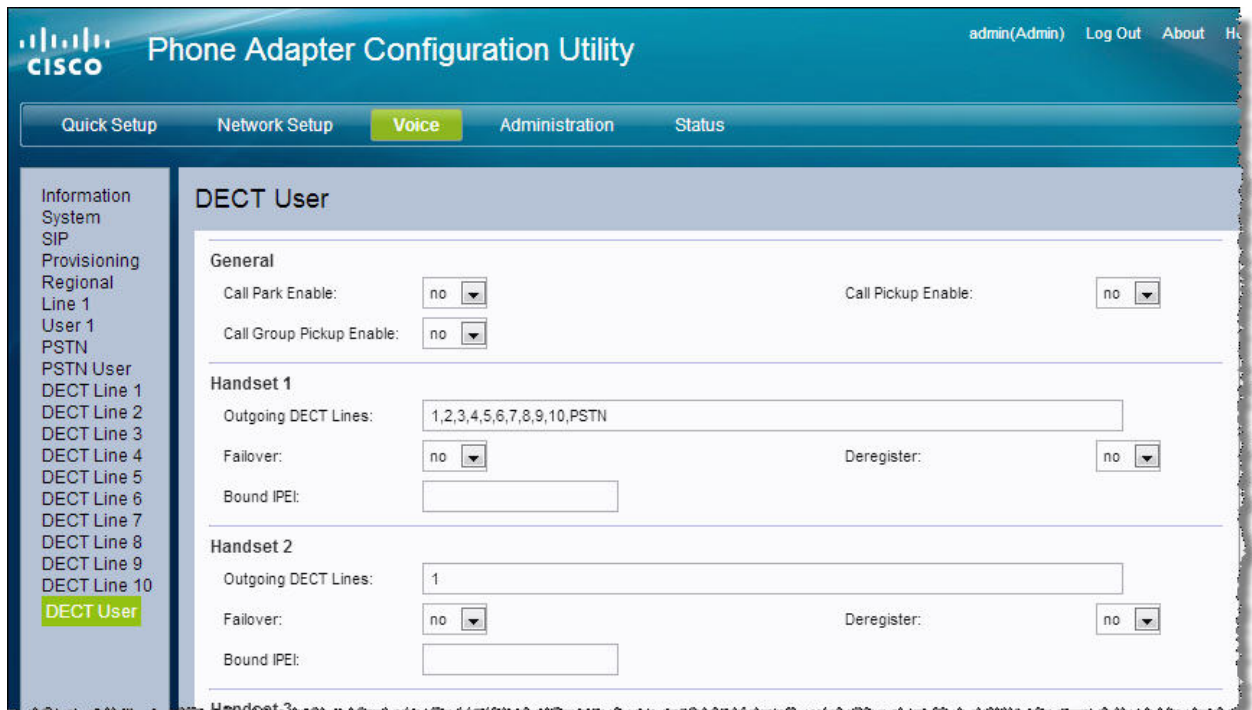 CISCO
Phone Adapter Configuration Utility
admin(Admin) Log Out About
Quick Setup Network Setup Voice Administration Status
Information
System
SIP
Provisioning
Regional
Line 1
User 1
PSTN
PSTN User
DECT Line 1
DECT Line 2
DECT Line 3
DECT Line 4
DECT Line 5
DECT Line 6
DECT Line 7
DECT Line 8
DECT Line 9
DECT Line 10
DECT User
DECT User
General
Call Park Enable: no Call Pickup Enable: no
Call Group Pickup Enable: no
Handset 1
Outgoing DECT Lines: 1,2,3,4,5,6,7,8,9,10,PSTN
Failover: no Deregister: no
Bound IPEI:
Handset 2
Outgoing DECT Lines: 1
Failover: no Deregister: no
Bound IPEI:
Handset 3